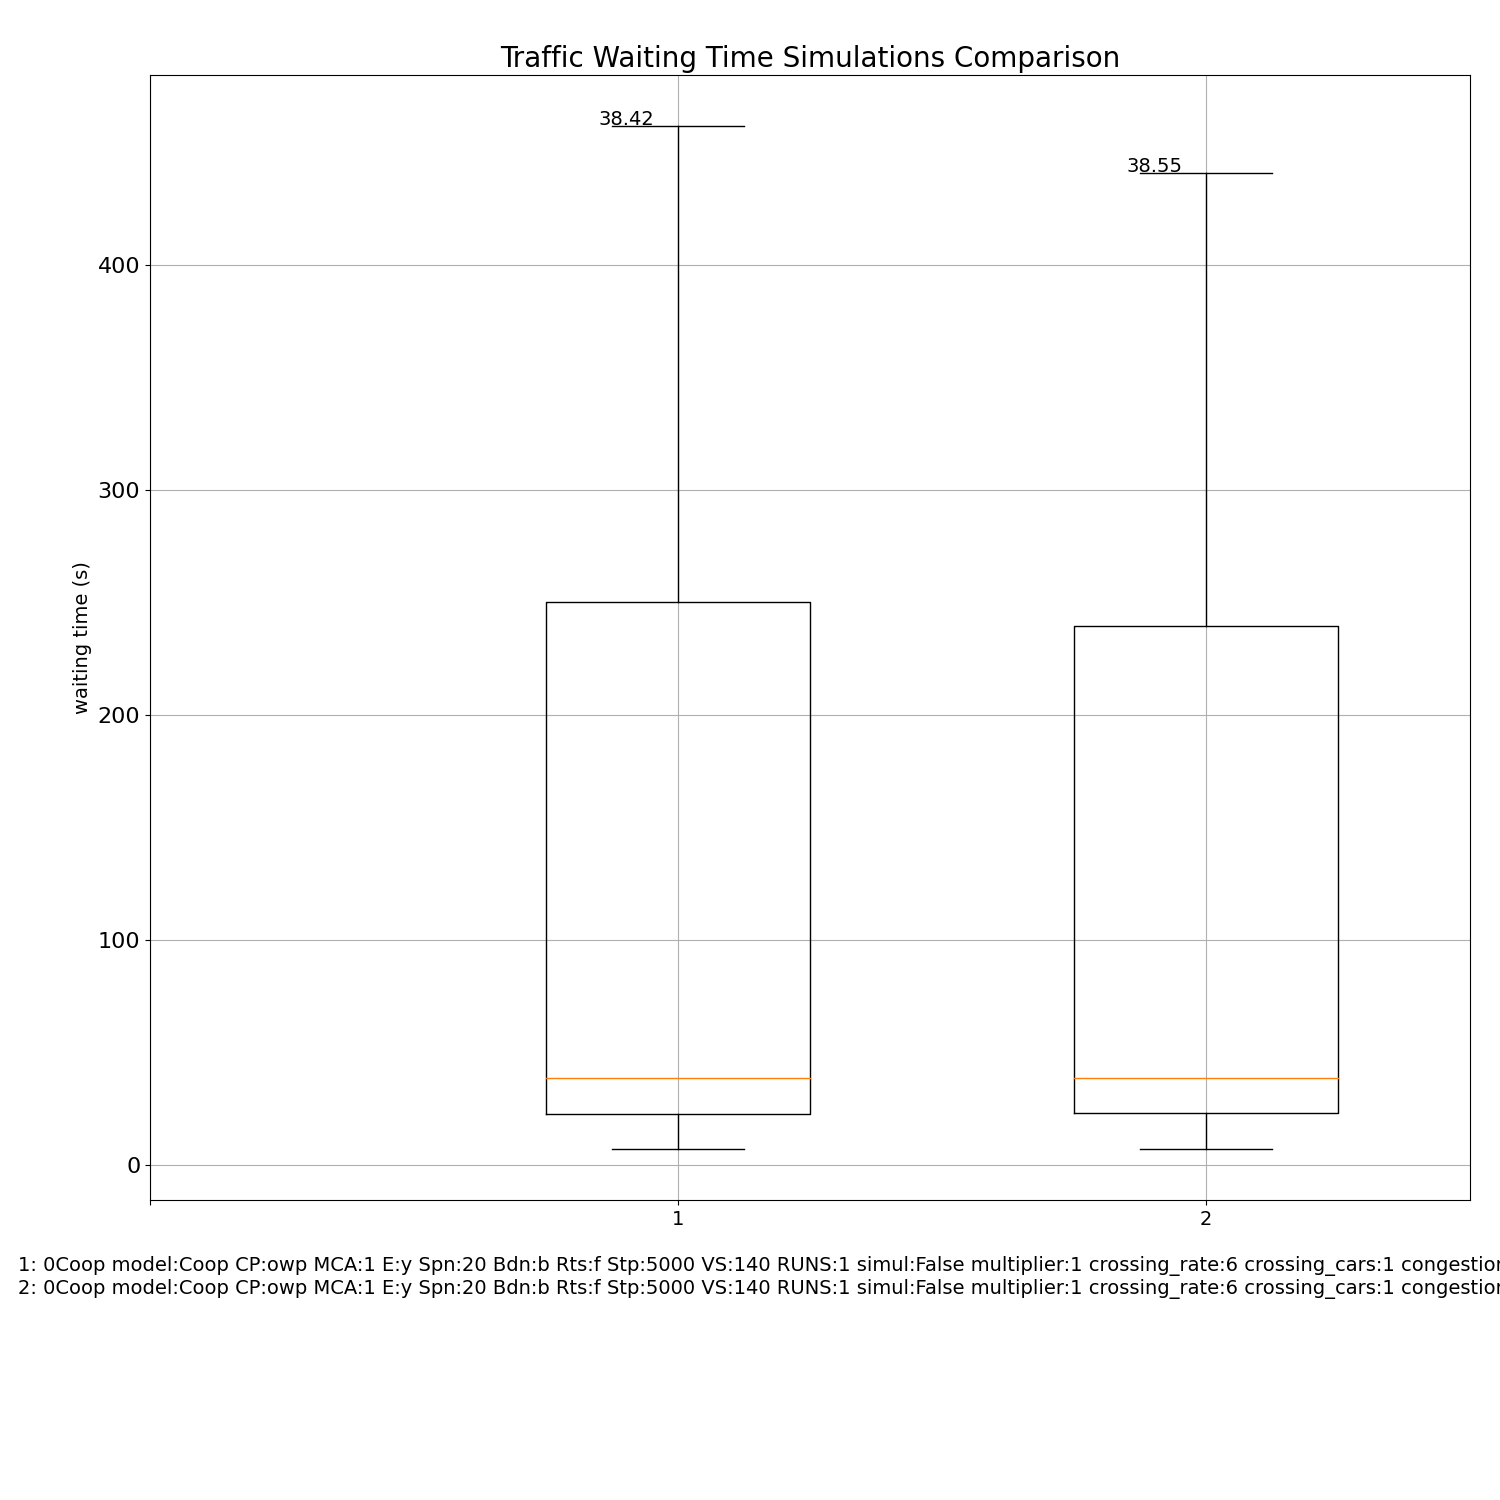 Traffic Waiting Time Simulations Comparison
38.42
38.55
400
300
200
100
0
waiting time (s)
1
2
1: 0Coop model:Coop CP:owp MCA:1 E:y Spn:20 Bdn:b Rts:f Stp:5000 VS:140 RUNS:1 simul:False multiplier:1 crossing_rate:6 crossing_cars:1
2: 0Coop model:Coop CP:owp MCA:1 E:y Spn:20 Bdn:b Rts:f Stp:5000 VS:140 RUNS:1 simul:False multiplier:1 crossing_rate:6 crossing_cars:1